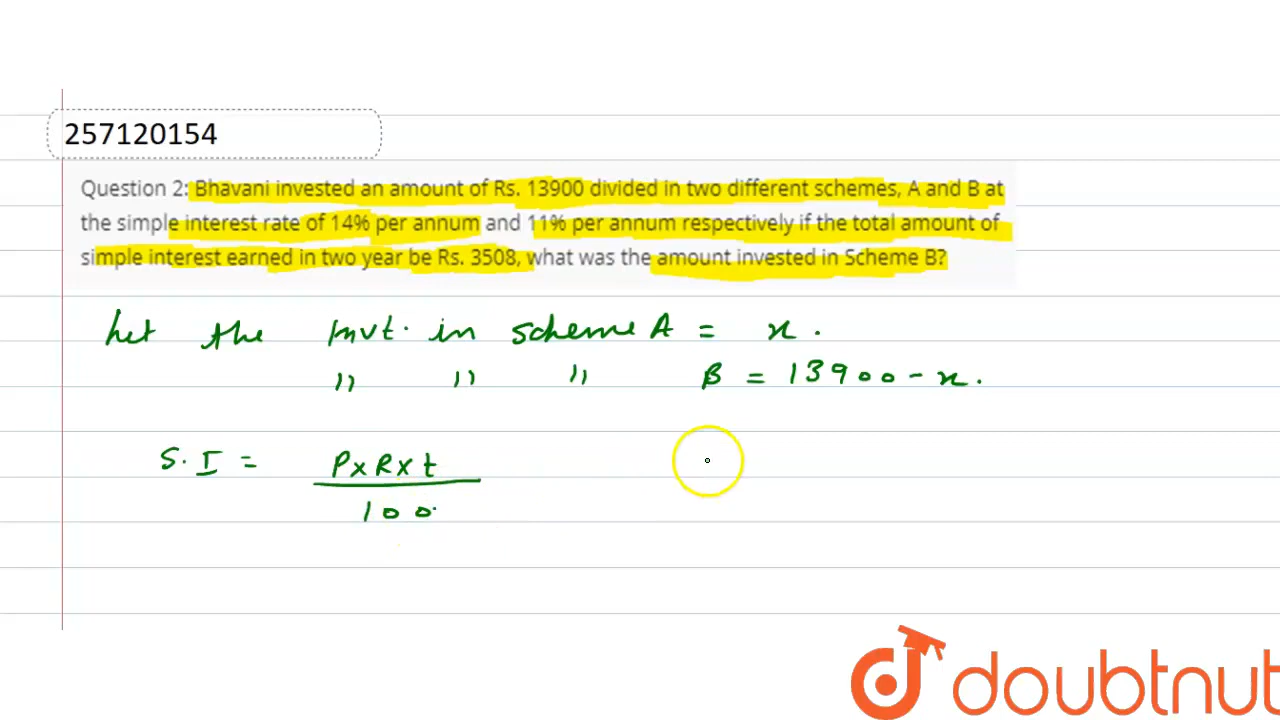 257120154
Question 2: Bhavani invested an amount of Rs. 13900 divided in two different schemes, A and B at
the simple interest rate of 14% per annum and 11% per annum respectively if the total amount of
simple interest earned in two year be Rs. 3508, what was the amount invested in Scheme B?
Let the Invt. in scheme A = x.
" " " B = 13900 - x.
S.I = P x R x t
100.
doubtnut